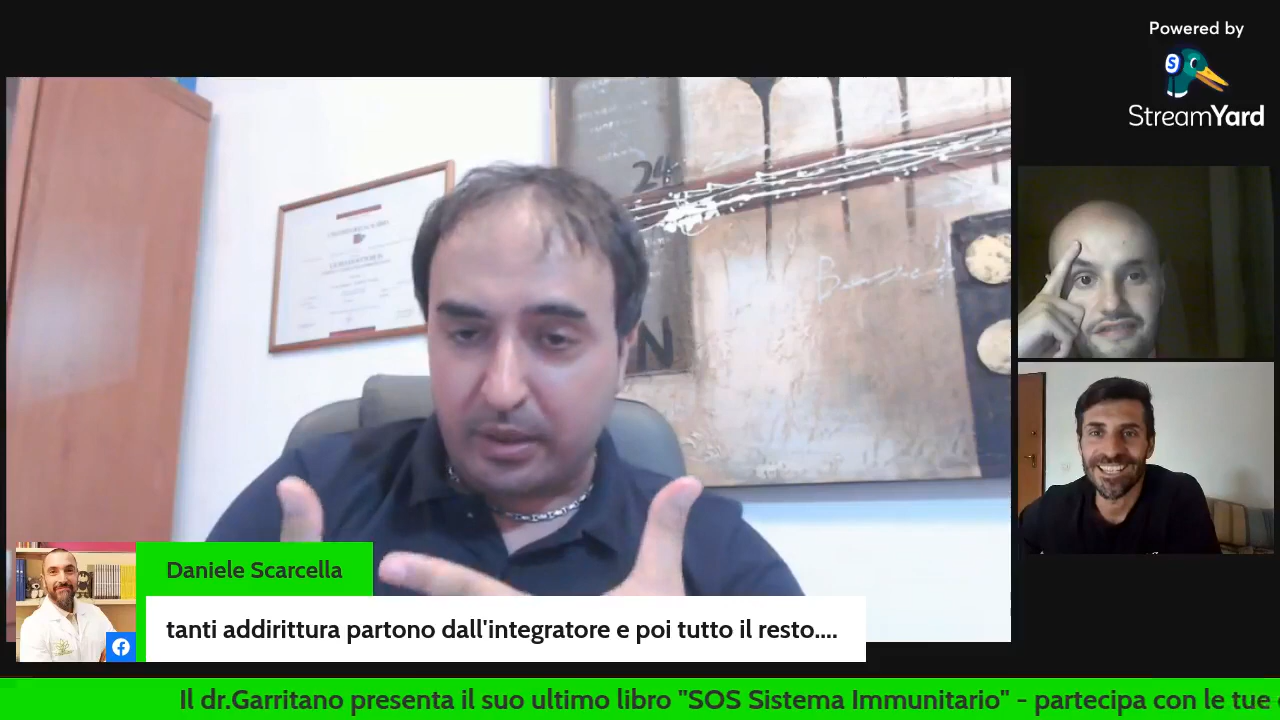 Powered by
S
StreamYard
24
N
Daniele Scarcella
tanti addirittura partono dall'integratore e poi tutto il resto....
Il dr.Garritano presenta il suo ultimo libro "SOS Sistema Immunitario" - partecipa con le tue